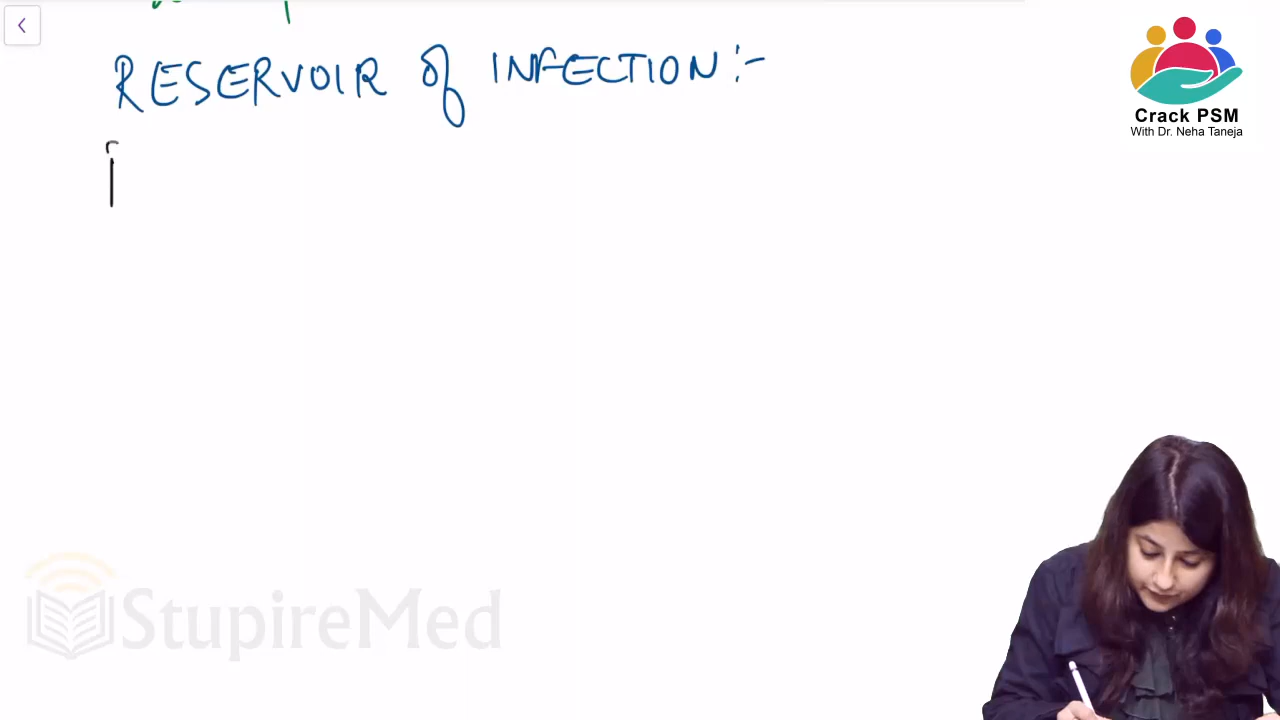 RESERVOIR of INFECTION :-
Crack PSM
With Dr. Neha Taneja
StupireMed